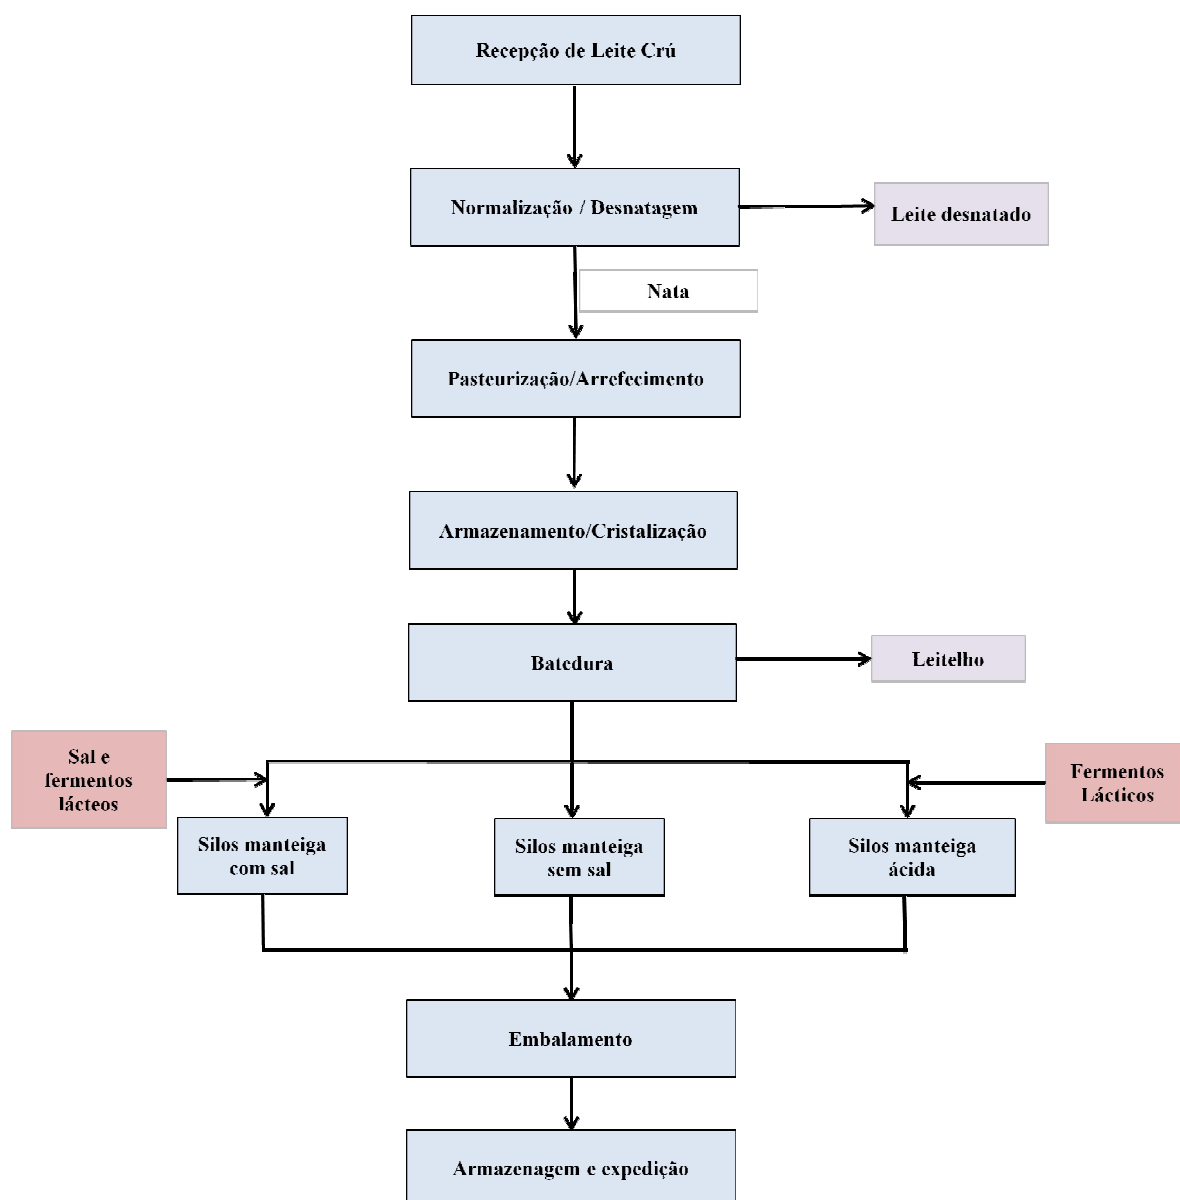 Recepção de Leite Crú
Normalização / Desnatagem
Leite desnatado
Nata
Pasteurização/Arrefecimento
Armazenamento/Cristalização
Batedura
Leitelho
Sal e
fermentos
lácteos
Fermentos
Lácticos
Silos manteiga
com sal
Silos manteiga
sem sal
Silos manteiga
ácida
Embalamento
Armazenagem e expedição